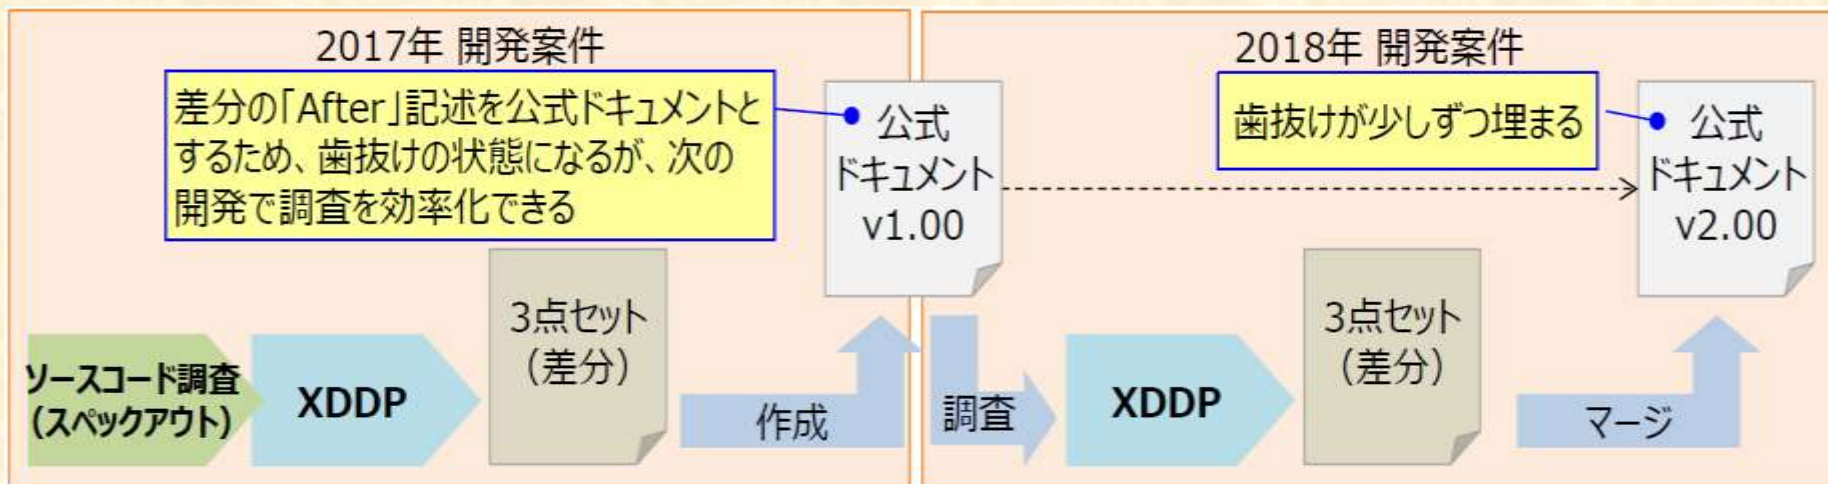 2017年 開発案件
差分の「After」記述を公式ドキュメントと
するため、歯抜けの状態になるが、次の
開発で調査を効率化できる
公式
ドキュメント
v1.00
ソースコード調査
（スペックアウト）
XDDP
3点セット
（差分）
作成
2018年 開発案件
歯抜けが少しずつ埋まる
公式
ドキュメント
v2.00
調査
XDDP
3点セット
（差分）
マージ